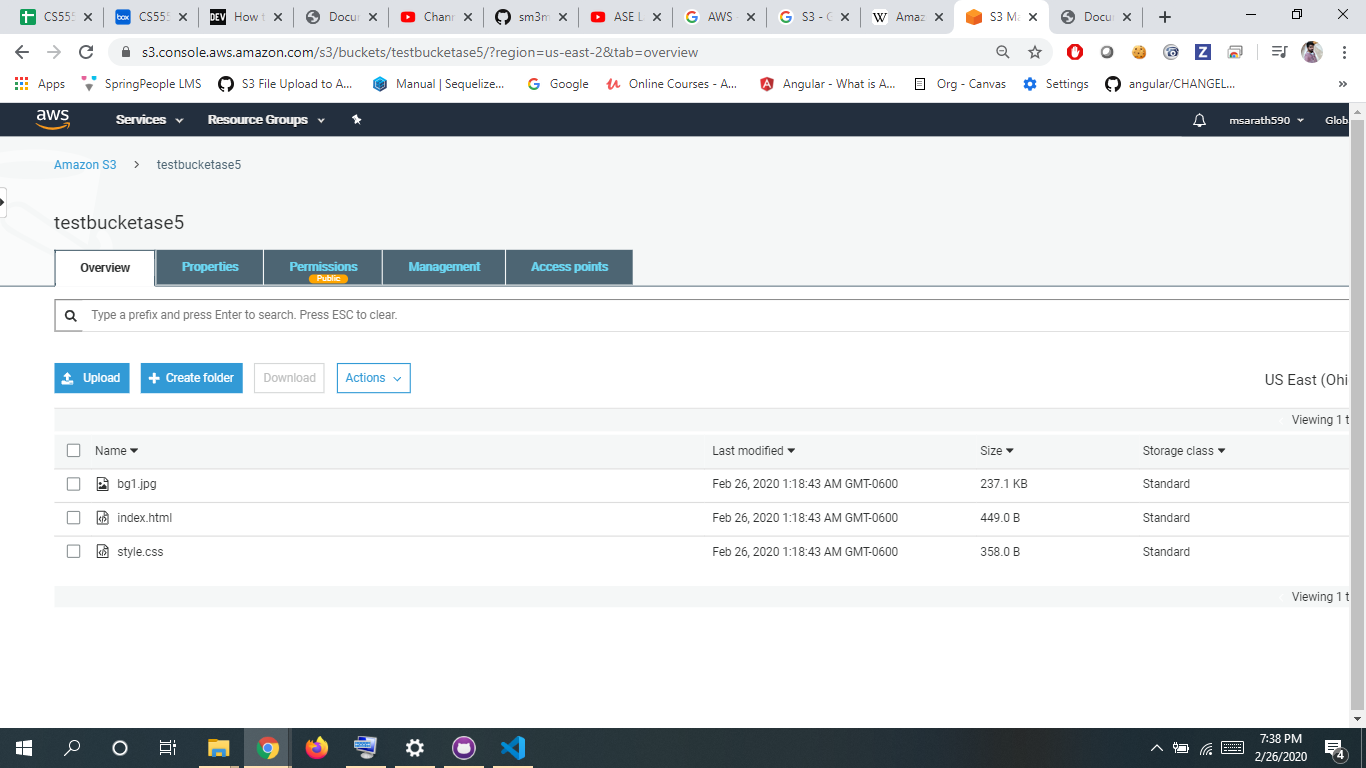 CS555
CS555
DEV
How t
Docun
Chann
sm3m
ASE L
AWS
S3 - G
Amaz
S3 Ma
Docun
box
s3.console.aws.amazon.com/s3/buckets/testbucketase5/?region=us-east-2&tab=overview
Apps
SpringPeople LMS
S3 File Upload to A...
Manual | Sequelize...
Google
Online Courses - A...
Angular - What is A...
Org - Canvas
Settings
angular/CHANGEL...
aws
Services
Resource Groups
msarath590
Glob
Amazon S3 > testbucketase5
testbucketase5
Overview
Properties
Permissions
Public
Management
Access points
Type a prefix and press Enter to search. Press ESC to clear.
Upload
Create folder
Download
Actions
US East (Ohi
Viewing 1 t
Name Last modified Size Storage class
bg1.jpg Feb 26, 2020 1:18:43 AM GMT-0600 237.1 KB Standard
index.html Feb 26, 2020 1:18:43 AM GMT-0600 449.0 B Standard
style.css Feb 26, 2020 1:18:43 AM GMT-0600 358.0 B Standard
Viewing 1 t
7:38 PM
2/26/2020
4